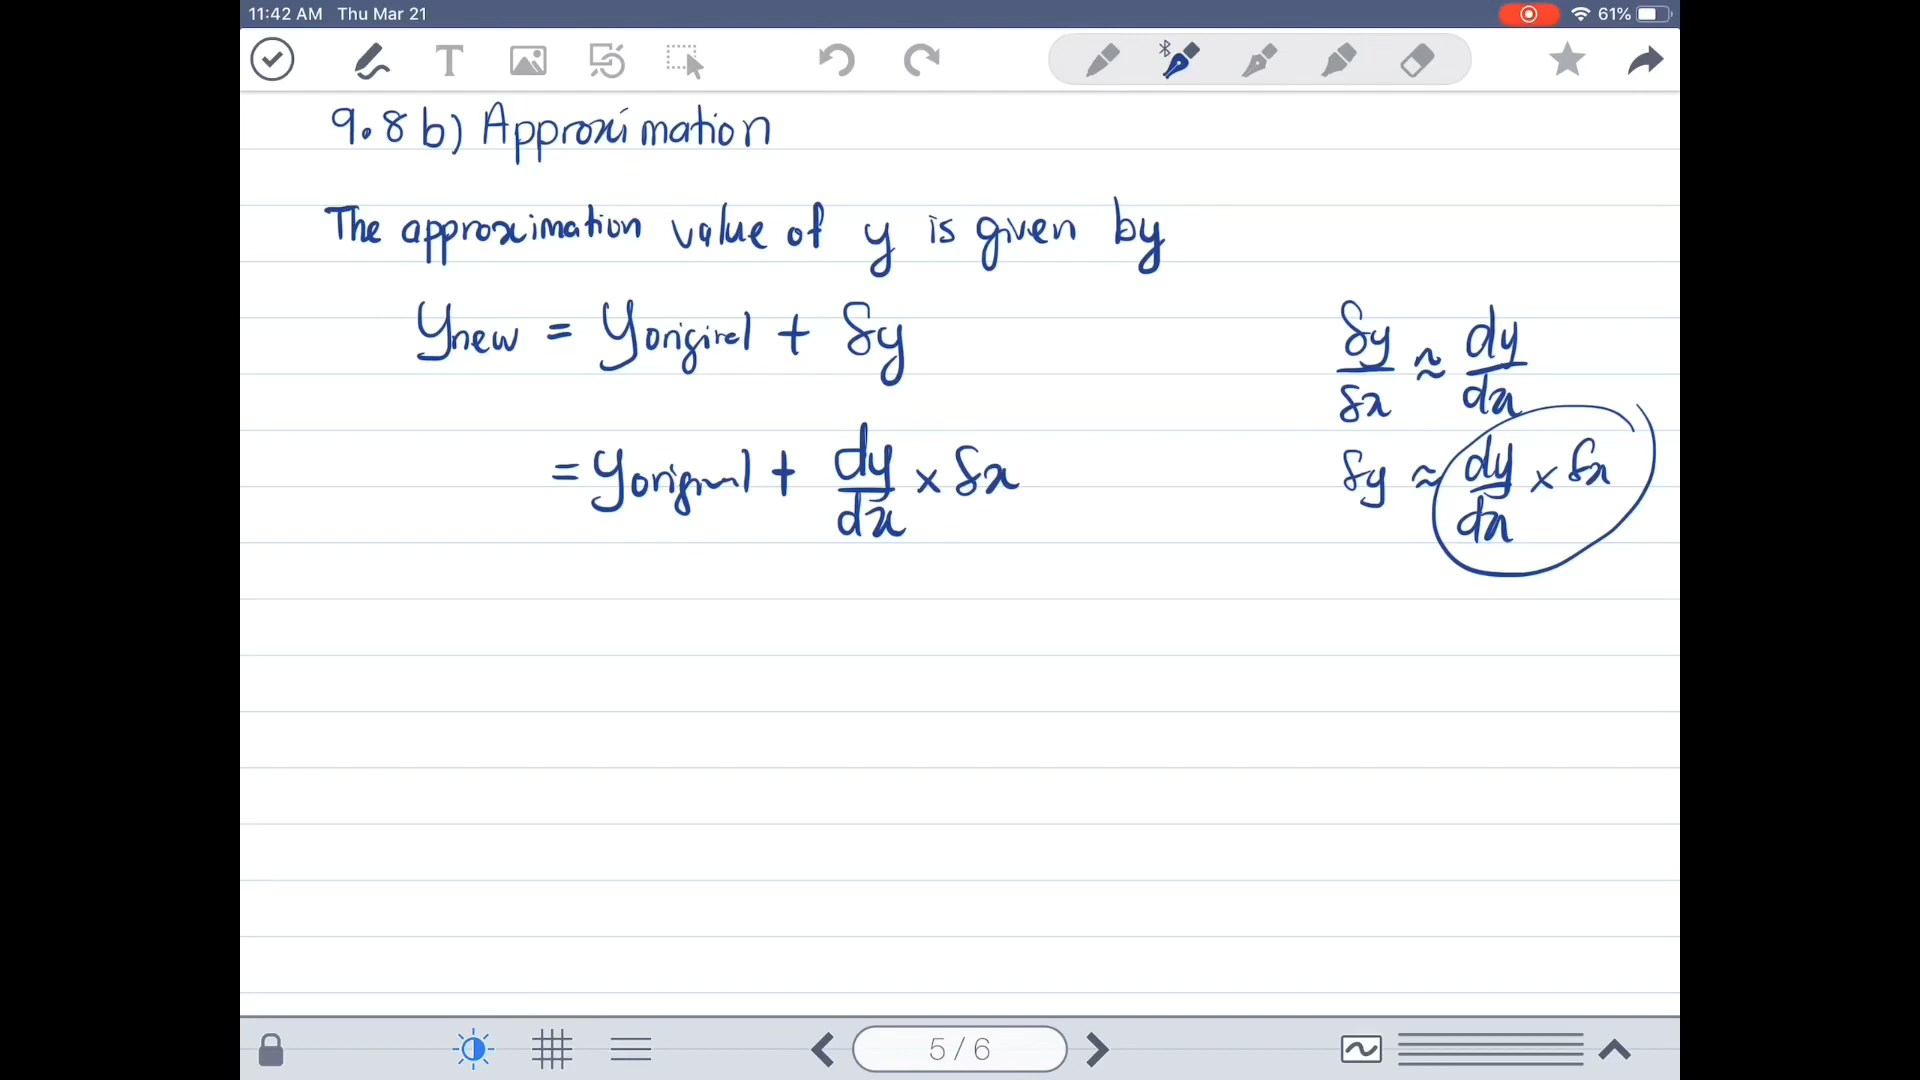 11:42 AM Thu Mar 21 61%
T
9.8 b) Approximation
The approximation value of y is given by
ynew = yoriginal + δy
δy/δx ≈ dy/dx
= yoriginal + dy/dx × δx
δy ≈ dy/dx × δx
5 / 6